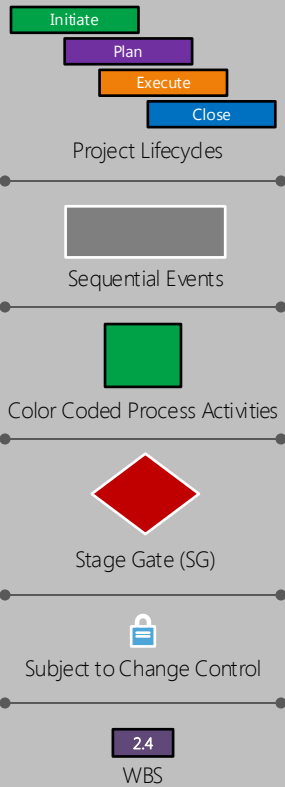 Initiate
Plan
Execute
Close
Project Lifecycles
Sequential Events
Color Coded Process Activities
Stage Gate (SG)
Subject to Change Control
2.4
WBS